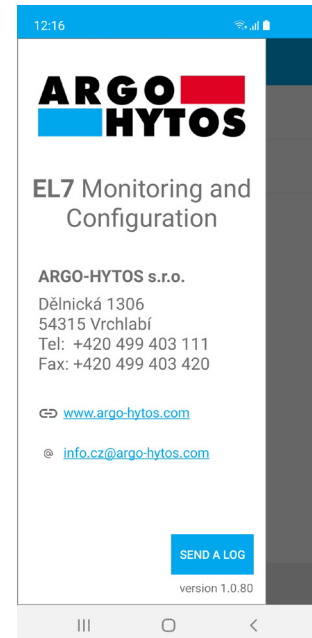 12:16
ARGO
HYTOS
EL7 Monitoring and
Configuration
ARGO-HYTOS s.r.o.
Dělnická 1306
54315 Vrchlabí
Tel: +420 499 403 111
Fax: +420 499 403 420
www.argo-hytos.com
@ info.cz@argo-hytos.com
SEND A LOG
version 1.0.80